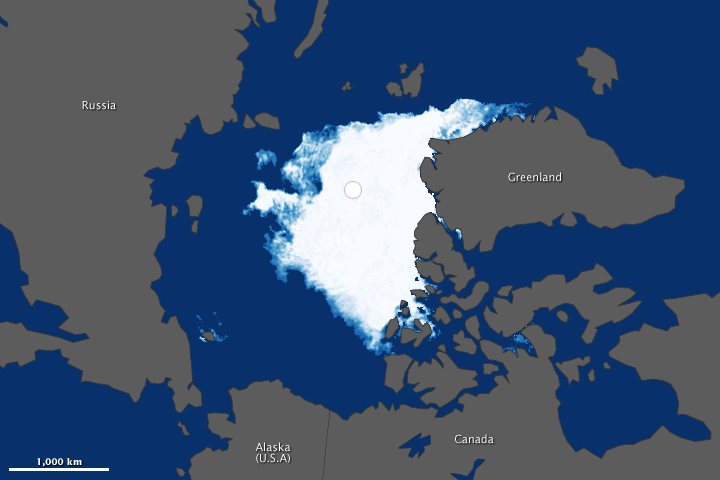 Russia
Greenland
Canada
Alaska
(U.S.A)
1,000 km